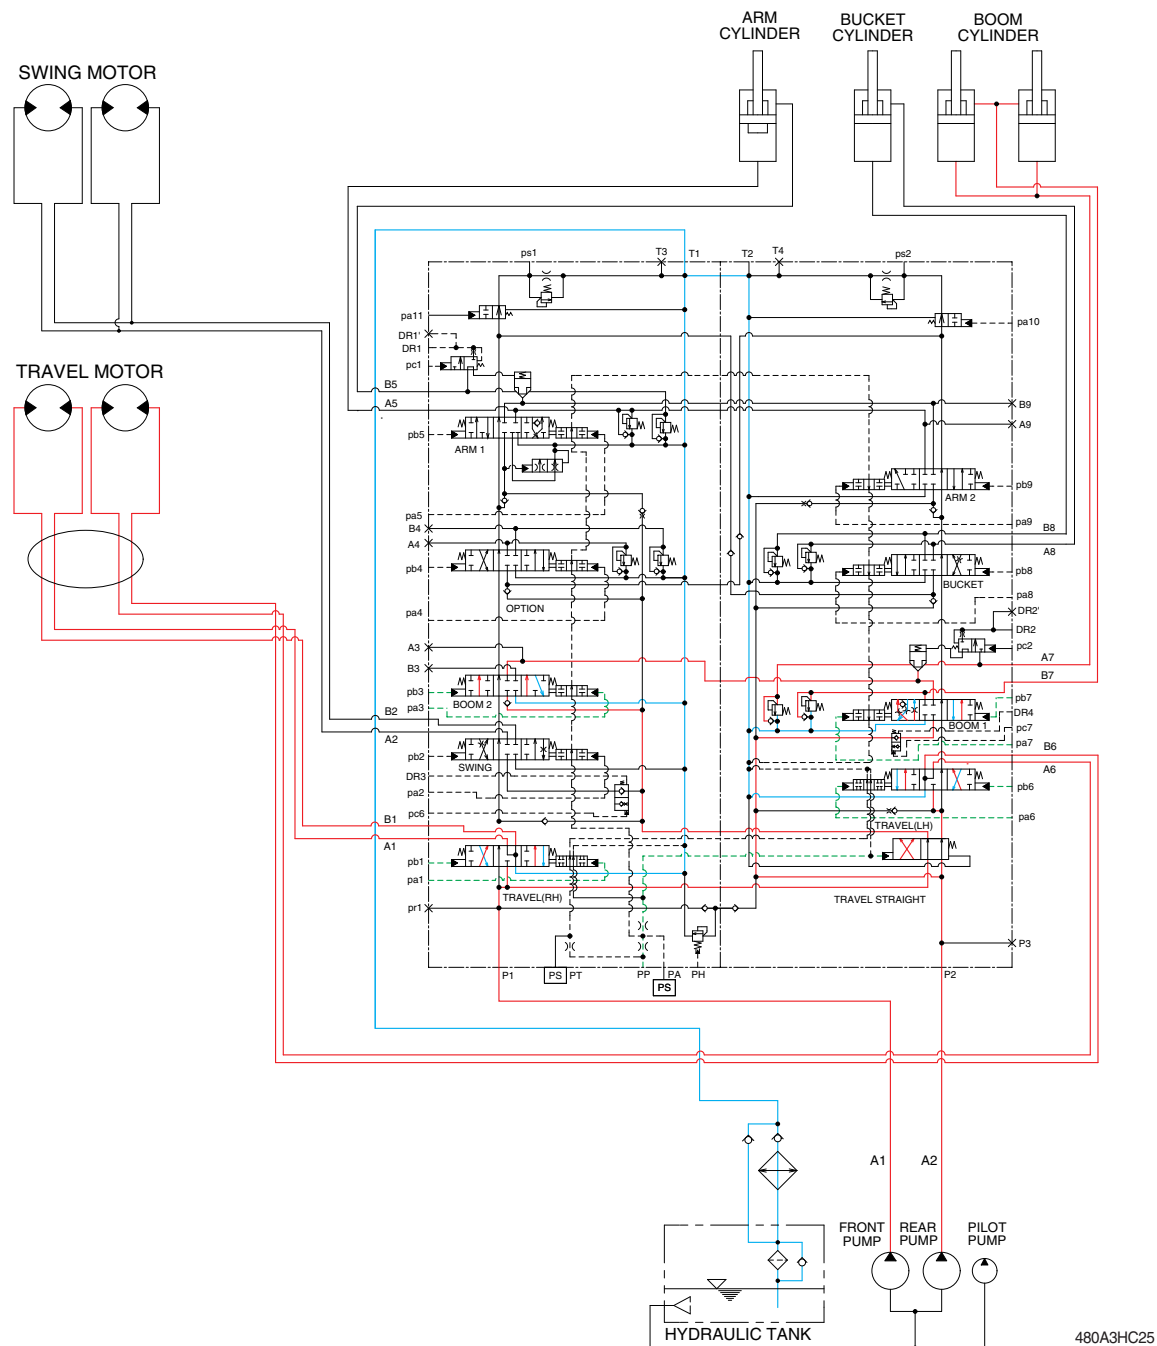 ARM
CYLINDER
BUCKET
CYLINDER
BOOM
CYLINDER
SWING MOTOR
TRAVEL MOTOR
ps1
T3
T1
T2
T4
ps2
pa11
DR1'
DR1
pc1
pa10
B5
A5
B9
A9
pb5
ARM 1
pb9
ARM 2
pa5
pa9
B4
A4
B8
A8
pb4
OPTION
pb8
BUCKET
pa4
pa8
DR2'
DR2
A3
pc2
A7
B3
B7
pb3
BOOM 2
pa3
pb7
DR4
BOOM 1
pc7
pa7
B2
A2
B6
A6
pb2
SWING
DR3
pa2
pc6
pb6
pa6
TRAVEL(LH)
B1
A1
pb1
pa1
TRAVEL(RH)
TRAVEL STRAIGHT
pr1
P3
P1
PS
PT
PP
PA
PH
P2
PS
A1
A2
FRONT
PUMP
REAR
PUMP
PILOT
PUMP
HYDRAULIC TANK
480A3HC25